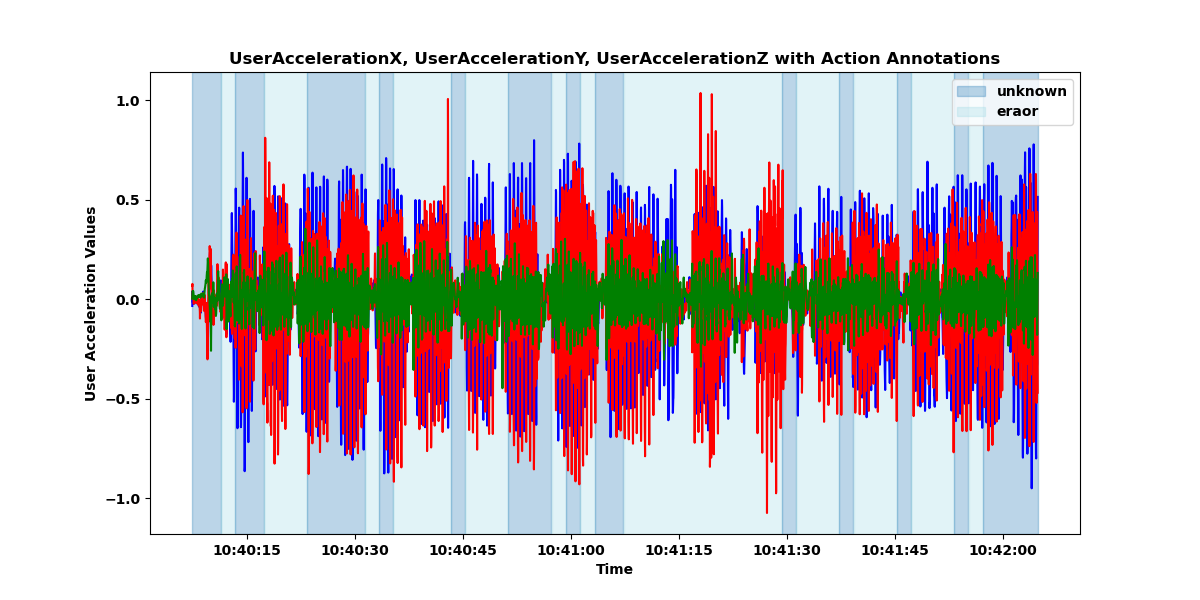 UserAccelerationX, UserAccelerationY, UserAccelerationZ with Action Annotations
unknown
eraor
User Acceleration Values
1.0
0.5
0.0
−0.5
−1.0
10:40:15 10:40:30 10:40:45 10:41:00 10:41:15 10:41:30 10:41:45 10:42:00
Time